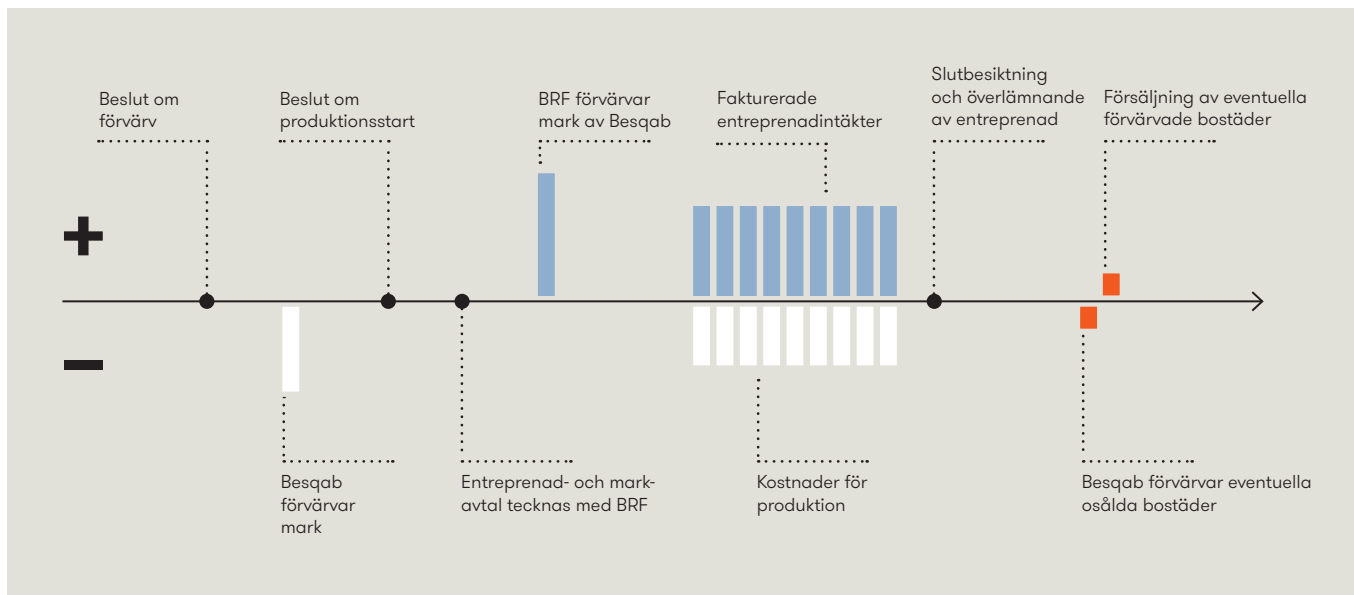 Beslut om
förvärv
Beslut om
produktionsstart
BRF förvärvar
mark av Besqab
Fakturerade
entreprenadintäkter
Slutbesiktning
och överlämnande
av entreprenad
Försäljning av eventuella
förvärvade bostäder
+
−
Besqab
förvärvar
mark
Entreprenad- och mark-
avtal tecknas med BRF
Kostnader för
produktion
Besqab förvärvar eventuella
osålda bostäder